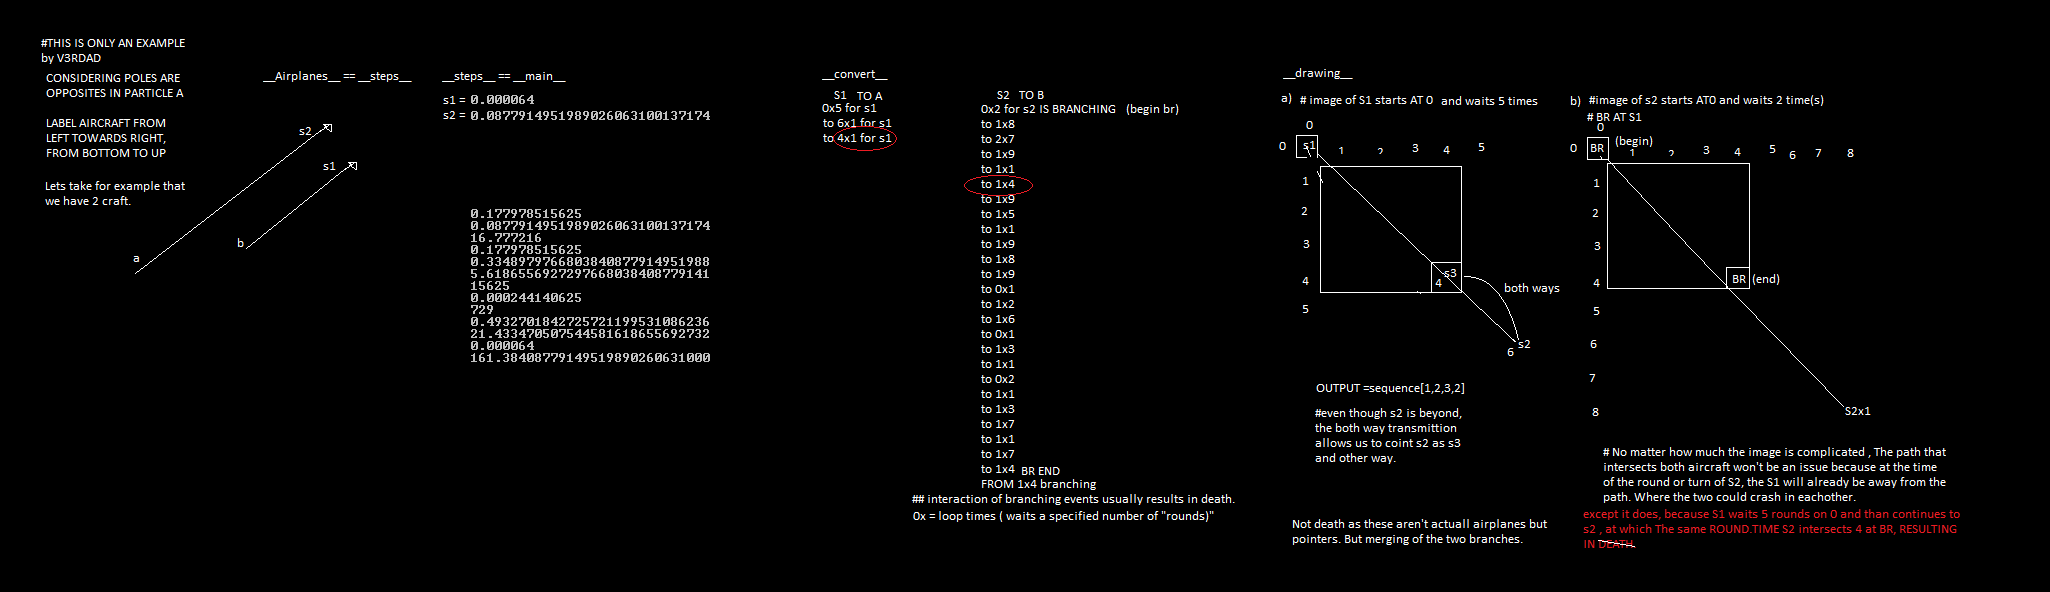 #THIS IS ONLY AN EXAMPLE
by V3RDAD
CONSIDERING POLES ARE
OPPOSITES IN PARTICLE A
LABEL AIRCRAFT FROM
LEFT TOWARDS RIGHT,
FROM BOTTOM TO UP
Lets take for example that
we have 2 craft.
__Airplanes__ == __steps__
s2
s1
b
a
__steps__ == __main__
s1 = 0.000064
s2 = 0.0877914951989026063100137174
0.177978515625
0.0877914951989026063100137174
16.777216
0.177978515625
0.3348979766803840877914951988
5.6186556927297668038408779141
15625
0.000244140625
729
0.4932701842725721199531086236
21.433470507544581618655692732
0.000064
161.38408779149519890260631000
__convert__
S1 TO A
0x5 for s1
to 6x1 for s1
to 4x1 for s1
S2 TO B
0x2 for s2 IS BRANCHING (begin br)
to 1x8
to 2x7
to 1x9
to 1x1
to 1x4
to 1x9
to 1x5
to 1x1
to 1x9
to 1x8
to 1x9
to 0x1
to 1x2
to 1x6
to 0x1
to 1x3
to 1x1
to 0x2
to 1x1
to 1x3
to 1x7
to 1x1
to 1x7
to 1x4 BR END
FROM 1x4 branching
## interaction of branching events usually results in death.
0x = loop times ( waits a specified number of "rounds)"
__drawing__
a) # image of S1 starts AT 0 and waits 5 times
0
0 s1 1 2 3 4 5
1
2
3
s3
4 4
both ways
5
s2
6
OUTPUT =sequence[1,2,3,2]
#even though s2 is beyond,
the both way transmittion
allows us to coint s2 as s3
and other way.
Not death as these aren't actuall airplanes but
pointers. But merging of the two branches.
b) #image of s2 starts AT0 and waits 2 time(s)
# BR AT S1
0
(begin)
0 BR 1 2 3 4 5 6 7 8
1
2
3
4 BR (end)
5
6
7
8 S2x1
# No matter how much the image is complicated , The path that
intersects both aircraft won't be an issue because at the time
of the round or turn of S2, the S1 will already be away from the
path. Where the two could crash in eachother.
except it does, because S1 waits 5 rounds on 0 and than continues to
s2 , at which The same ROUND.TIME S2 intersects 4 at BR, RESULTING
IN DEATH